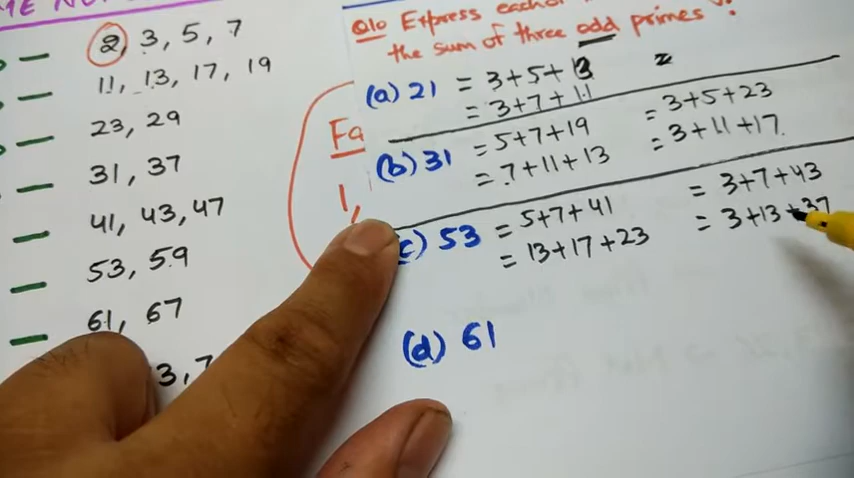 2, 3, 5, 7
11, 13, 17, 19
23, 29
31, 37
41, 43, 47
53, 59
61, 67
3, 7
Q10 Express each
the sum of three odd primes
(a) 21 = 3+5+13
= 3+7+11
Fa
1,
(b) 31 = 5+7+19 = 3+5+23
= 7+11+13 = 3+11+17
(c) 53 = 5+7+41 = 3+7+43
= 13+17+23 = 3+13+37
(d) 61